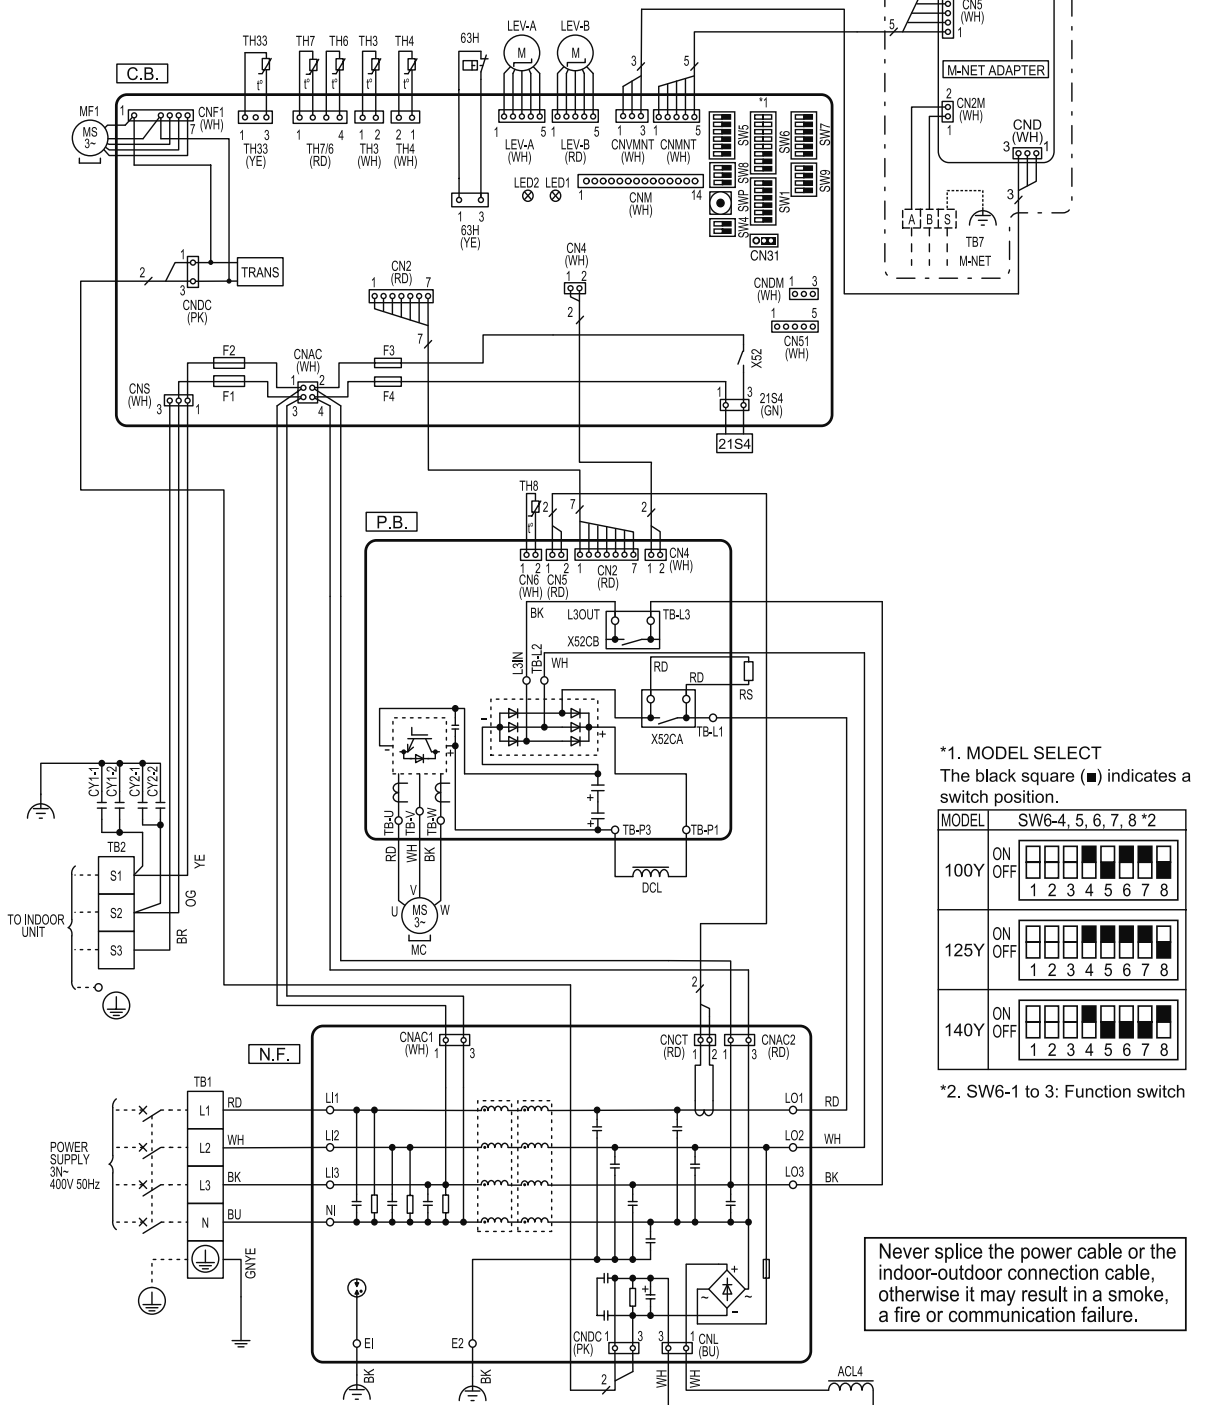 CN5
(WH)
5
1
M-NET ADAPTER
2
CN2M
(WH)
1
CND
(WH)
3 1
3
A B S
TB7
M-NET
C.B.
TH33 TH7 TH6 TH3 TH4 63H LEV-A LEV-B
t° t° t° t° t°
M M
3 5
MF1
MS
3~
1 7
CNF1
(WH)
1 3
TH33
(YE)
1 4
TH7/6
(RD)
1 2
TH3
(WH)
2 1
TH4
(WH)
1 5
LEV-A
(WH)
1 5
LEV-B
(RD)
1 3
CNVMNT
(WH)
1 5
CNMNT
(WH)
*1
SW5 SW6 SW7
SW8 SW9
SWP SW1
SW4
CN31
LED2 LED1
1 14
CNM
(WH)
1 3
63H
(YE)
2
1
3
CNDC
(PK)
TRANS
CN2
(RD)
1 7
7
CN4
(WH)
1 2
2
CNDM
(WH)
1 3
1 5
CN51
(WH)
F2
F1
CNAC
(WH)
1 2
3 4
F3
F4
X52
CNS
(WH)
3 1
1 3
21S4
(GN)
21S4
P.B.
TH8
t°
2 7 2
1 2
CN6
(WH)
1 2
CN5
(RD)
1 7
CN2
(RD)
1 2
CN4
(WH)
BK
L3OUT TB-L3
X52CB
L3IN
TB-L2
WH
RD
RD
RS
X52CA
TB-L1
- +
- +
+
+
TB-U TB-V TB-W
TB-P3 TB-P1
RD WH BK
DCL
U V W
MS
3~
MC
CY1-1 CY1-2 CY2-1 CY2-2
TB2
S1
S2
S3
YE
OG
BR
TO INDOOR
UNIT
*1. MODEL SELECT
The black square (■) indicates a
switch position.
MODEL SW6-4, 5, 6, 7, 8 *2
100Y ON
OFF
1 2 3 4 5 6 7 8
125Y ON
OFF
1 2 3 4 5 6 7 8
140Y ON
OFF
1 2 3 4 5 6 7 8
*2. SW6-1 to 3: Function switch
N.F.
CNAC1
(WH)
1 3
2
CNCT
(RD)
1 2
1 3
CNAC2
(RD)
TB1
L1 RD LI1 LO1 RD
L2 WH LI2 LO2 WH
L3 BK LI3 LO3 BK
N BU NI
POWER
SUPPLY
3N~
400V 50Hz
GNYE
+
+
~ ~
-
EI
E2
BK
BK
CNDC
(PK)
1 3
2
3 1
CNL
(BU)
WH WH
ACL4
Never splice the power cable or the
indoor-outdoor connection cable,
otherwise it may result in a smoke,
a fire or communication failure.